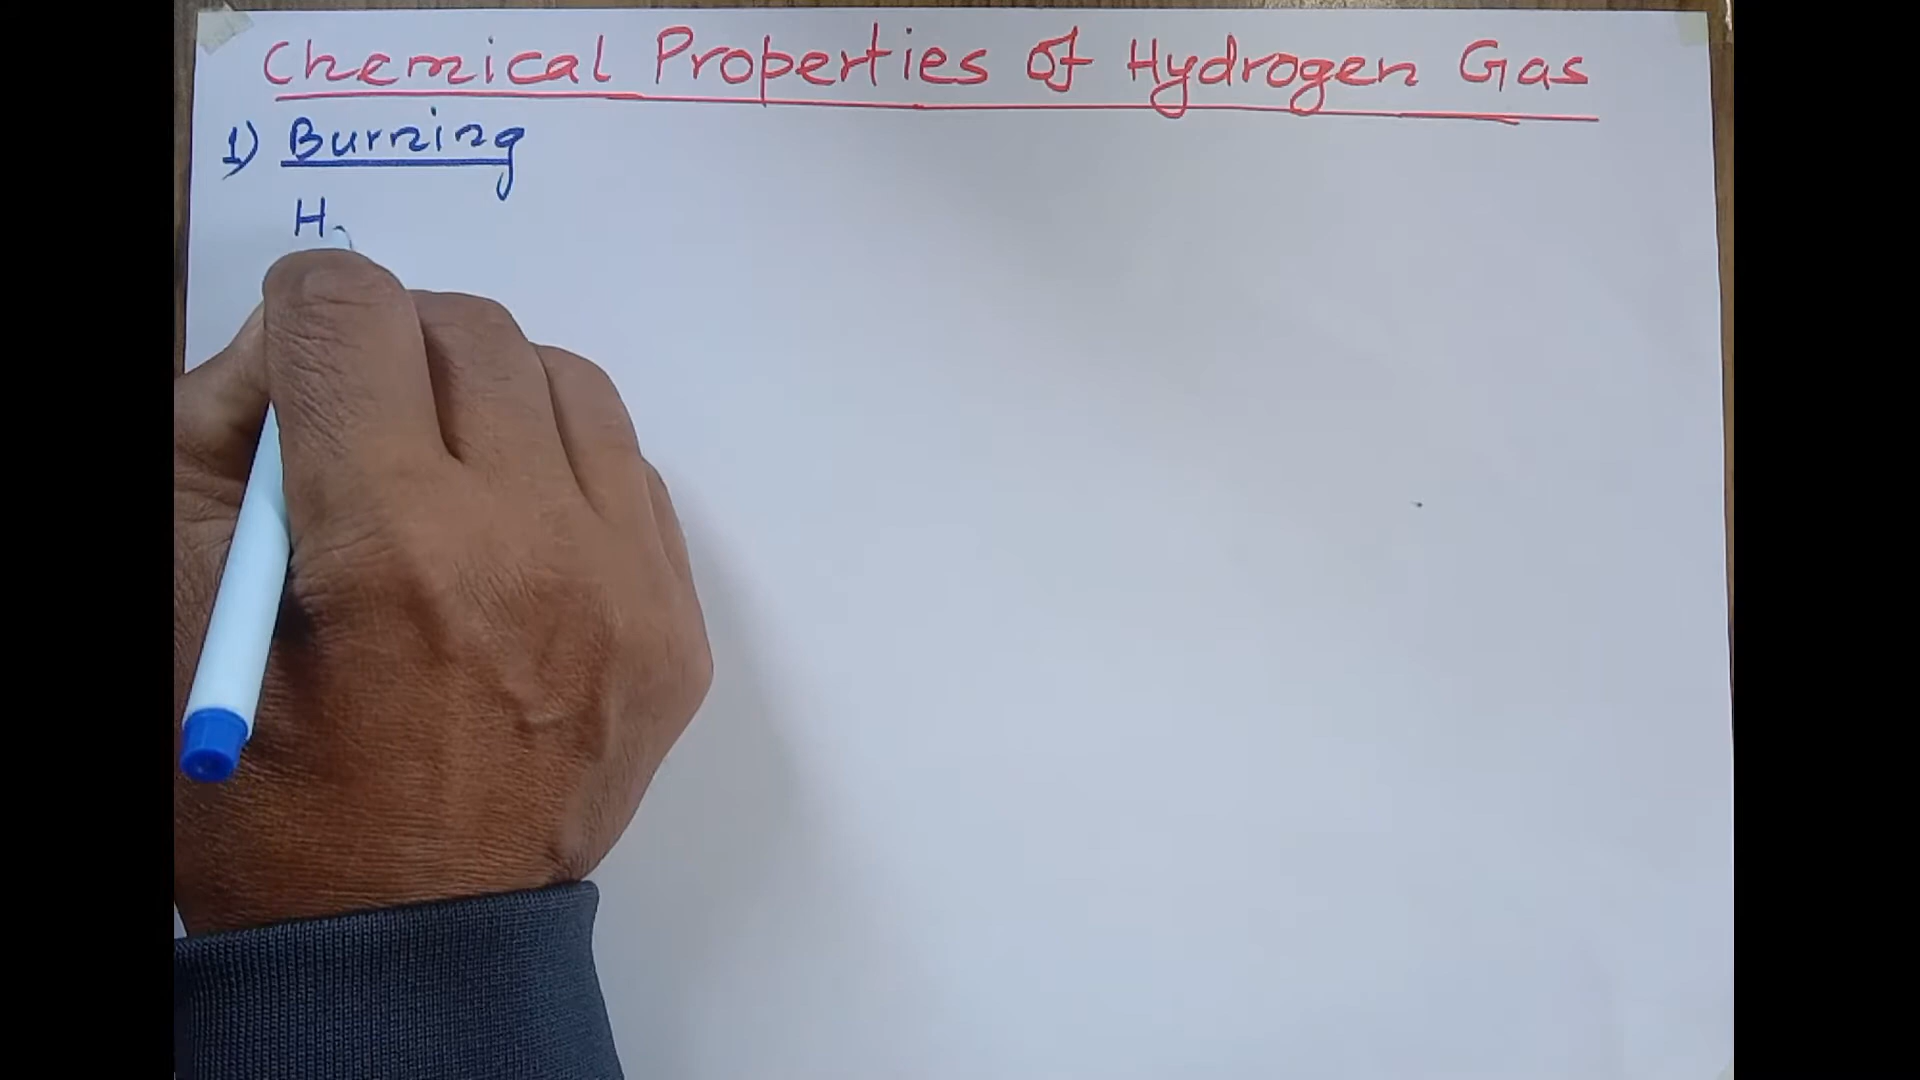 Chemical Properties Of Hydrogen Gas
1) Burning
H